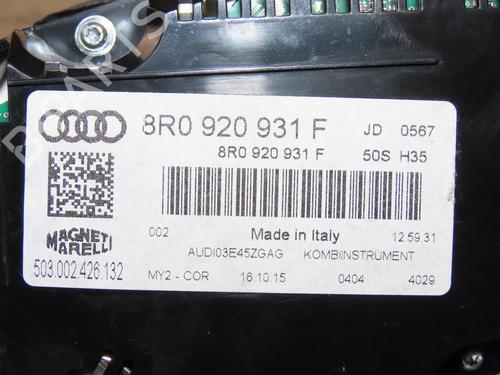 8R0 920 931 F JD 0567
8R0 920 931 F 50S H35
002 Made in Italy 12:59:31
MAGNETI
MARELLI
AUDI03E45ZGAG KOMBIINSTRUMENT
503.002.426.132 MY2 - COR 16.10.15 0404 4029